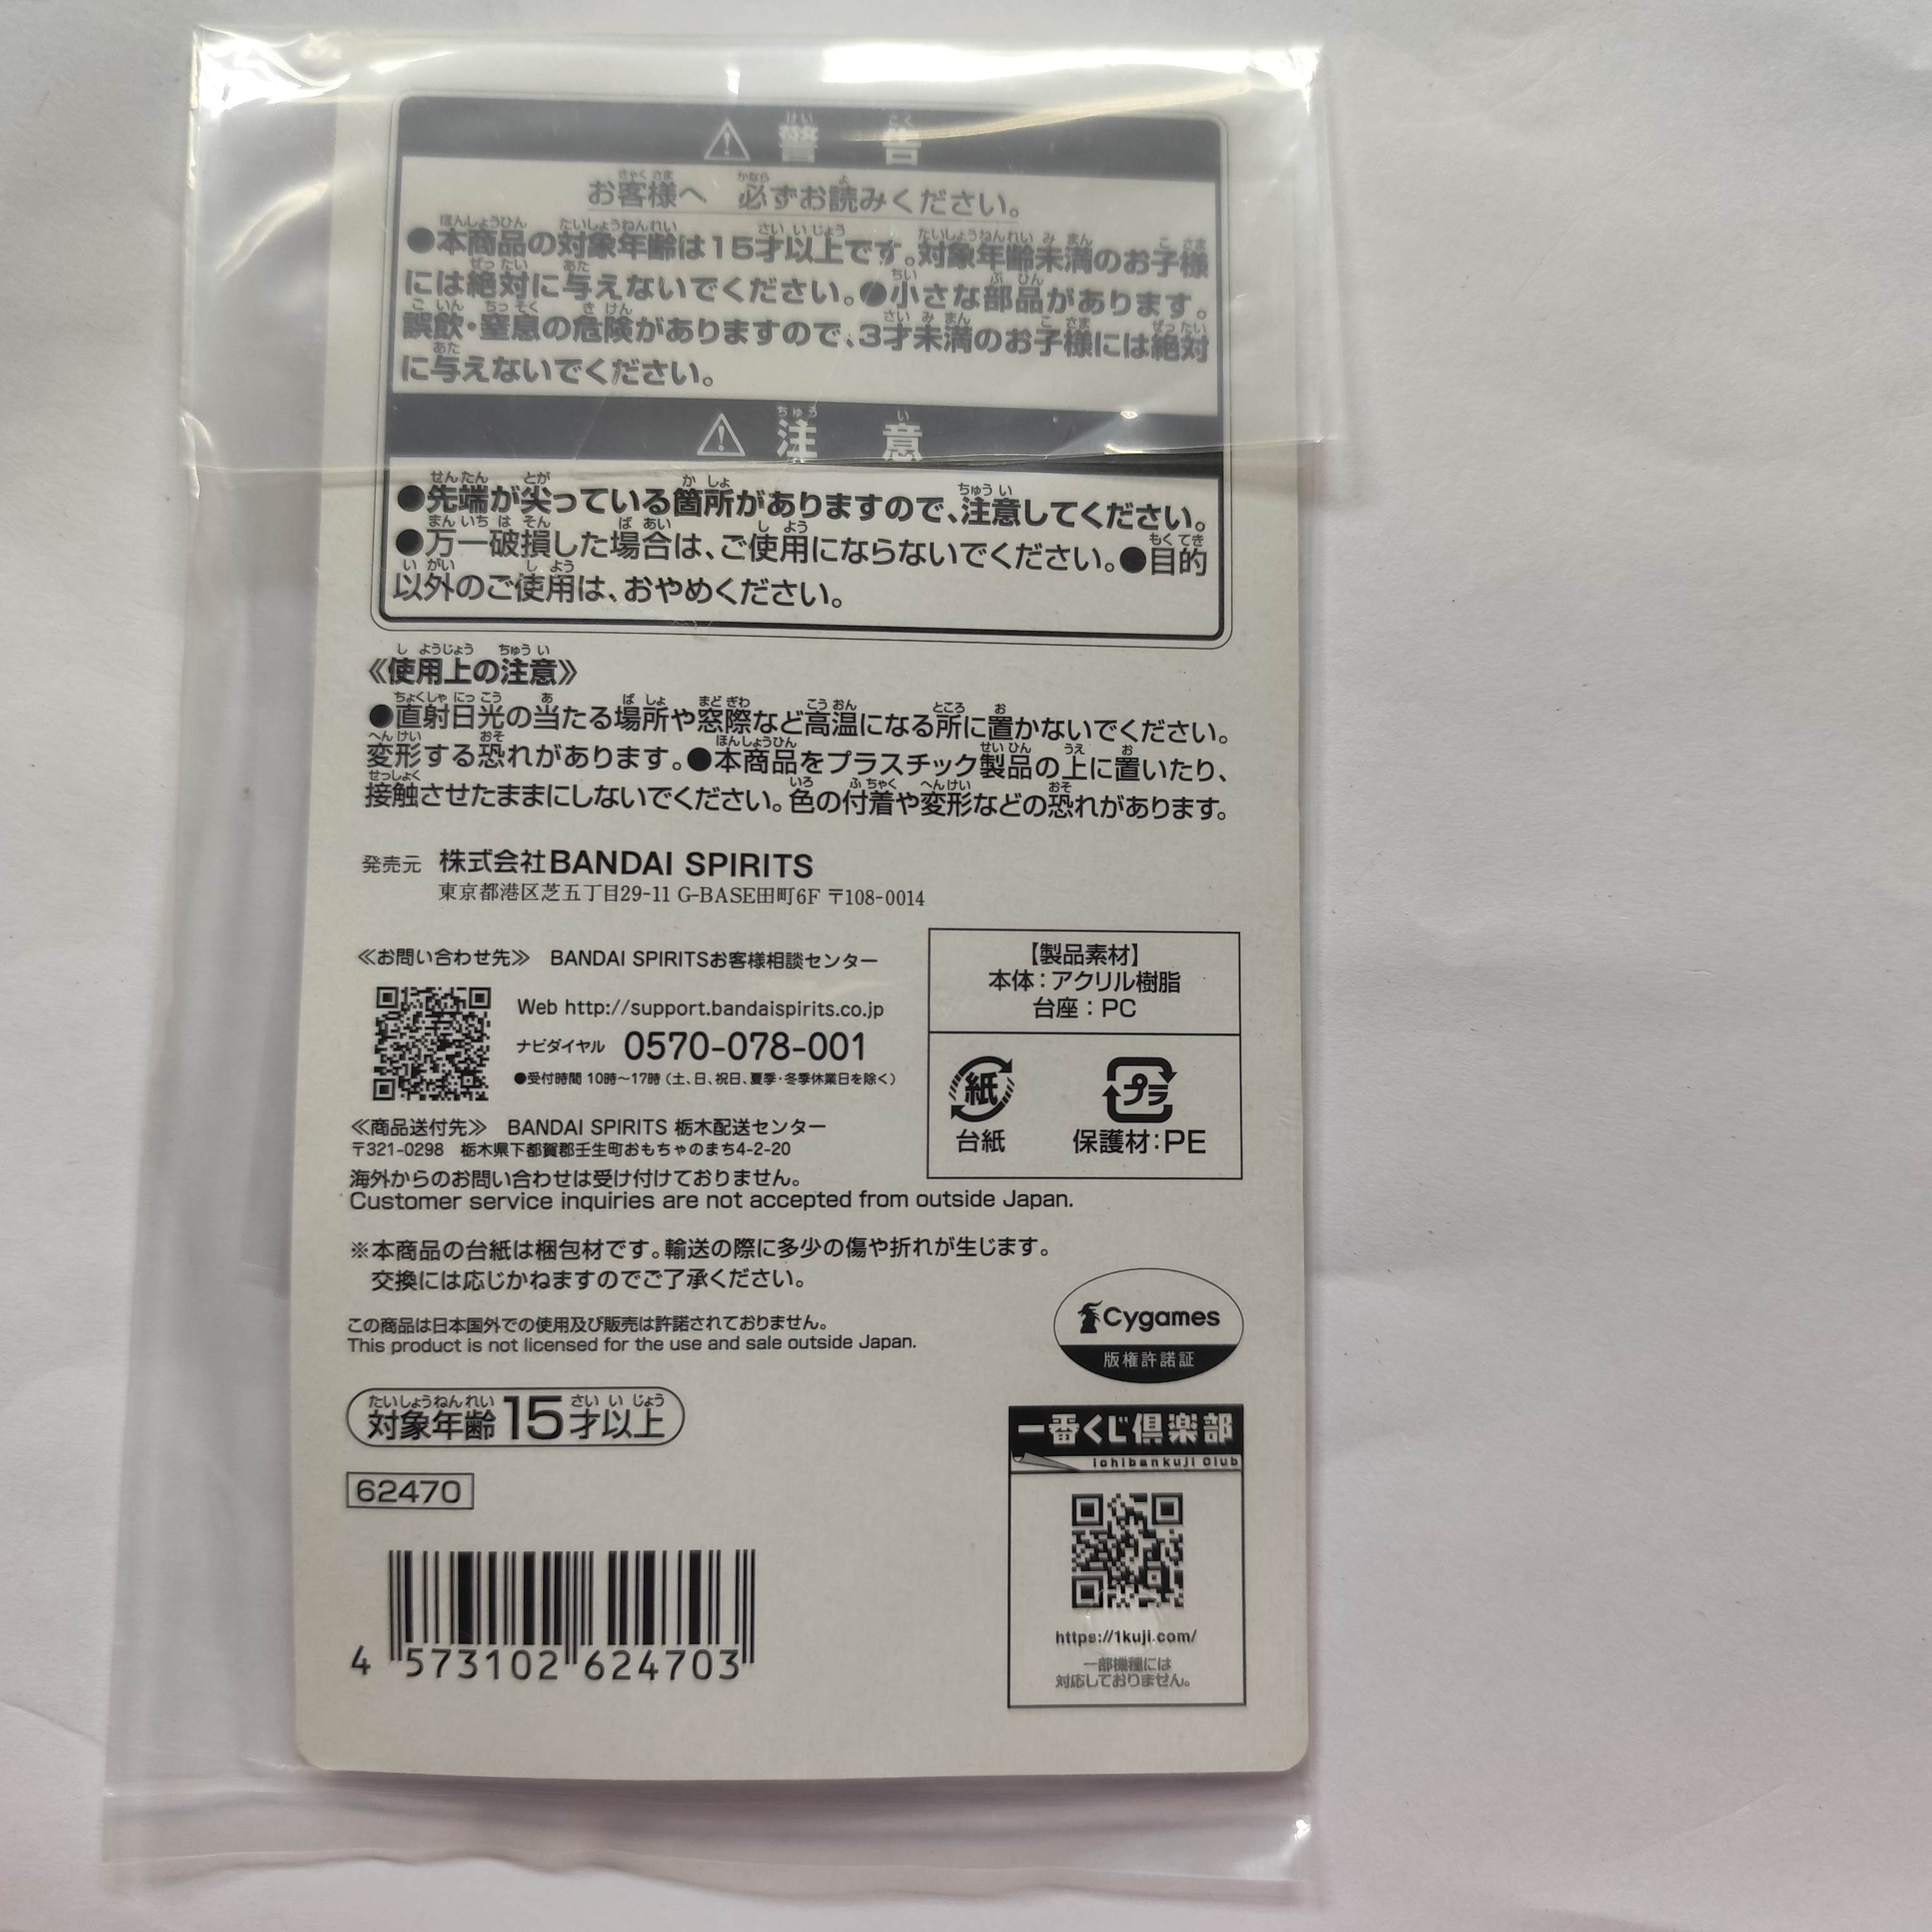 ⚠ 警告
お客様へ 必ずお読みください。
●本商品の対象年齢は15才以上です。対象年齢未満のお子様
には絶対に与えないでください。●小さな部品があります。
誤飲・窒息の危険がありますので、3才未満のお子様には絶対
に与えないでください。
⚠ 注意
●先端が尖っている箇所がありますので、注意してください。
●万一破損した場合は、ご使用にならないでください。●目的
以外のご使用は、おやめください。
《使用上の注意》
●直射日光の当たる場所や窓際など高温になる所に置かないでください。
変形する恐れがあります。●本商品をプラスチック製品の上に置いたり、
接触させたままにしないでください。色の付着や変形などの恐れがあります。
発売元 株式会社BANDAI SPIRITS
東京都港区芝五丁目29-11 G-BASE田町6F 〒108-0014
≪お問い合わせ先≫ BANDAI SPIRITSお客様相談センター
Web http://support.bandaispirits.co.jp
ナビダイヤル 0570-078-001
●受付時間 10時〜17時（土、日、祝日、夏季・冬季休業日を除く）
【製品素材】
本体：アクリル樹脂
台座：PC
紙
台紙
プラ
保護材：PE
≪商品送付先≫ BANDAI SPIRITS 栃木配送センター
〒321-0298 栃木県下都賀郡壬生町おもちゃのまち4-2-20
海外からのお問い合わせは受け付けておりません。
Customer service inquiries are not accepted from outside Japan.
※本商品の台紙は梱包材です。輸送の際に多少の傷や折れが生じます。
交換には応じかねますのでご了承ください。
この商品は日本国外での使用及び販売は許諾されておりません。
This product is not licensed for the use and sale outside Japan.
Cygames
版権許諾証
対象年齢15才以上
62470
4 573102 624703
一番くじ倶楽部
Ichibankuji Club
https://1kuji.com/
一部機種には
対応しておりません。